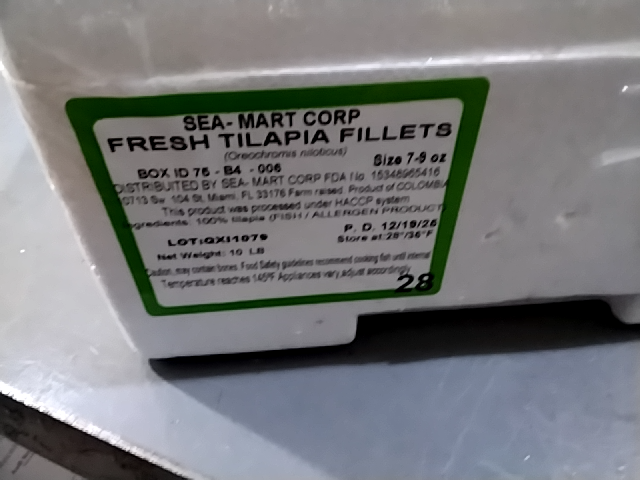 SEA- MART CORP
FRESH TILAPIA FILLETS
(Oreochromis niloticus)
Size 7-9 oz
BOX ID 76 - B4 - 006
DISTRIBUITED BY SEA- MART CORP FDA No. 15348965416
10713 Sw 104 St, Miami, FL 33176 Farm raised. Product of COLOMBIA
This product was processed under HACCP system
Ingredients: 100% tilapia (FISH / ALLERGEN PRODUCT
LOT:QXI1079
P. D. 12/19/25
Net Weight: 10 LB
Store at:28°/36°F
Caution, may contain bones. Food Safety guidelines recommend cooking fish until internal
Temperature reaches 145°F. Appliances vary, adjust accordingly.
28